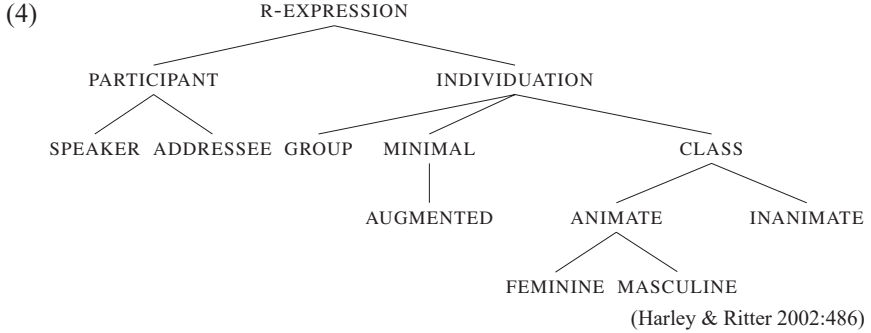 (4) R-EXPRESSION
PARTICIPANT INDIVIDUATION
SPEAKER ADDRESSEE GROUP MINIMAL CLASS
AUGMENTED ANIMATE INANIMATE
FEMININE MASCULINE
(Harley & Ritter 2002:486)